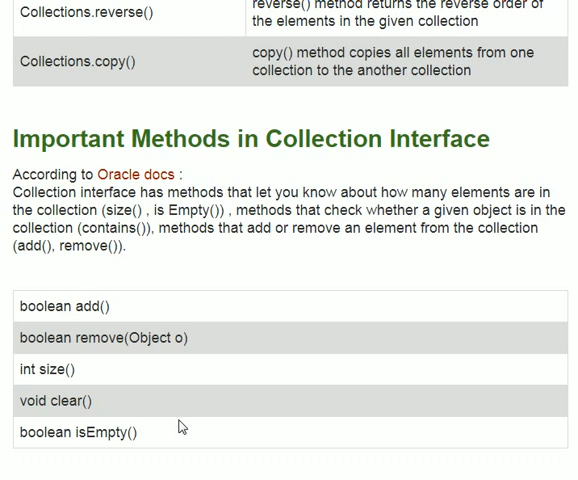 reverse() method returns the reverse order of
Collections.reverse()
the elements in the given collection
copy() method copies all elements from one
Collections.copy()
collection to the another collection
Important Methods in Collection Interface
According to Oracle docs :
Collection interface has methods that let you know about how many elements are in
the collection (size() , is Empty()) , methods that check whether a given object is in the
collection (contains()), methods that add or remove an element from the collection
(add(), remove()).
boolean add()
boolean remove(Object o)
int size()
void clear()
boolean isEmpty()